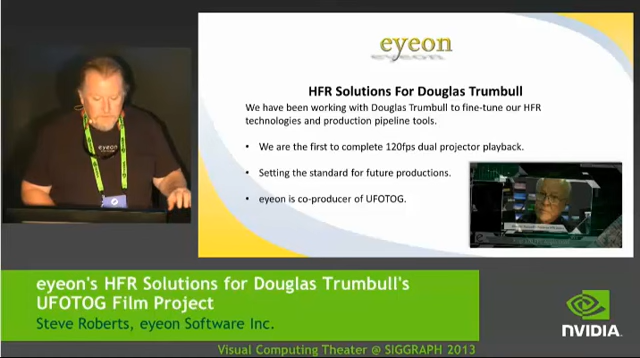 eyeon
HFR Solutions For Douglas Trumbull
We have been working with Douglas Trumbull to fine-tune our HFR
technologies and production pipeline tools.
• We are the first to complete 120fps dual projector playback.
• Setting the standard for future productions.
• eyeon is co-producer of UFOTOG.
eyeon
eyeon's HFR Solutions for Douglas Trumbull's
UFOTOG Film Project
Steve Roberts, eyeon Software Inc.
NVIDIA.
Visual Computing Theater @ SIGGRAPH 2013